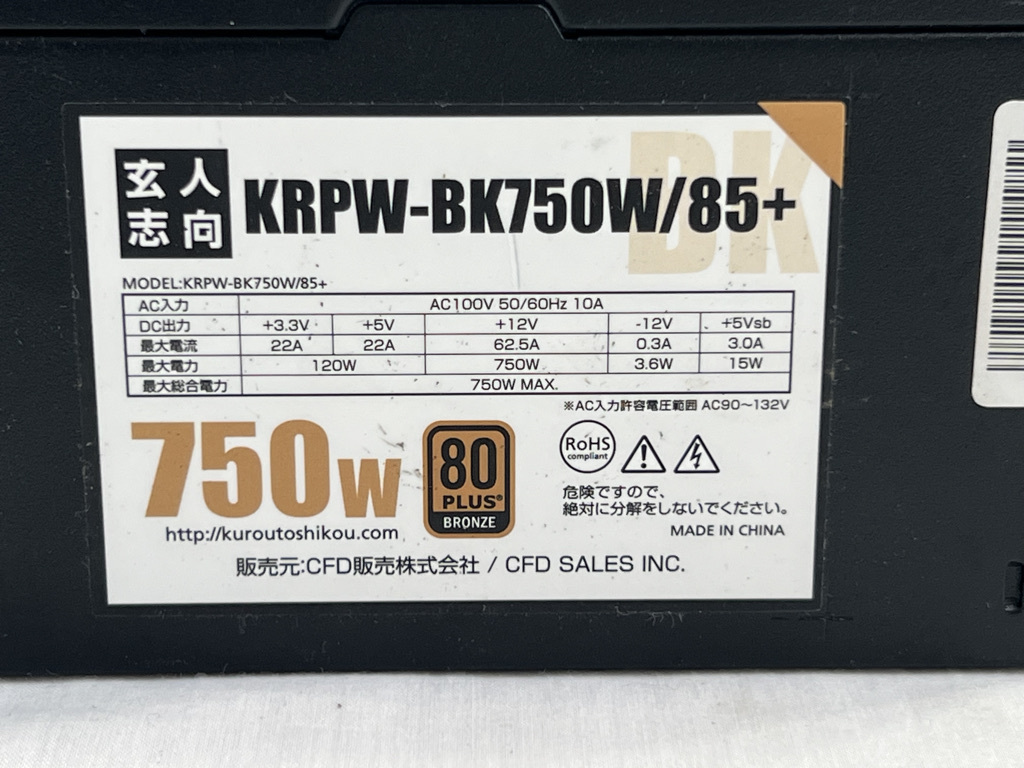 玄人
志向
KRPW-BK750W/85+
BK
MODEL:KRPW-BK750W/85+
AC入力 AC100V 50/60Hz 10A
DC出力 +3.3V +5V +12V -12V +5Vsb
最大電流 22A 22A 62.5A 0.3A 3.0A
最大電力 120W 750W 3.6W 15W
最大総合電力 750W MAX.
※AC入力許容電圧範囲 AC90～132V
750W
80
PLUS®
BRONZE
RoHS
compliant
危険ですので、
絶対に分解をしないでください。
http://kuroutoshikou.com
MADE IN CHINA
販売元:CFD販売株式会社 / CFD SALES INC.